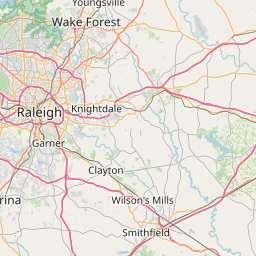 Youngsville
Wake Forest
Raleigh
Knightdale
Garner
Clayton
rina
Wilson's Mills
Smithfield